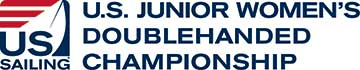 US
SAILING
U.S. JUNIOR WOMEN'S
DOUBLEHANDED
CHAMPIONSHIP